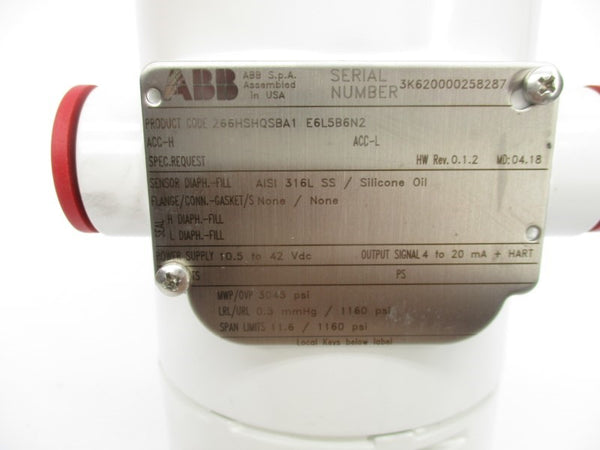 ABB ABB S.p.A. Assembled in USA
SERIAL NUMBER 3K620000258287
PRODUCT CODE 266HSHQSBA1 E6L5B6N2
ACC-H ACC-L
SPEC.REQUEST HW Rev.0.1.2 MD:04.18
SENSOR DIAPH.-FILL AISI 316L SS / Silicone Oil
FLANGE/CONN.-GASKET/S None / None
SEAL H DIAPH.-FILL
L DIAPH.-FILL
POWER SUPPLY 10.5 to 42 Vdc OUTPUT SIGNAL 4 to 20 mA + HART
PS
MWP/OVP 3045 psi
LRL/URL 0.3 mmHg / 1160 psi
SPAN LIMITS 11.6 / 1160 psi
Local Keys below label